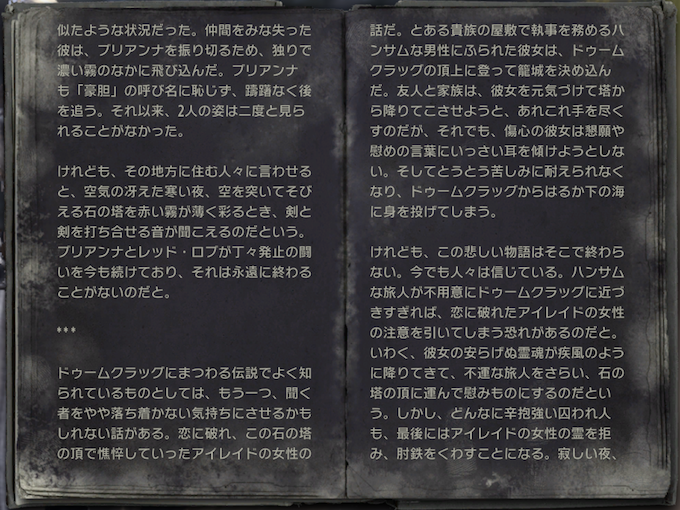 似たような状況だった。仲間をみな失った
彼は、ブリアンナを振り切るため、独りで
濃い霧のなかに飛び込んだ。ブリアンナ
も「豪胆」の呼び名に恥じず、躊躇なく後
を追う。それ以来、2人の姿は二度と見ら
れることがなかった。
けれども、その地方に住む人々に言わせる
と、空気の冴えた寒い夜、空を突いてそび
える石の塔を赤い霧が薄く彩るとき、剣と
剣を打ち合せる音が聞こえるのだという。
ブリアンナとレッド・ロブが丁々発止の闘
いを今も続けており、それは永遠に終わる
ことがないのだと。
***
ドゥームクラッグにまつわる伝説でよく知
られているものとしては、もう一つ、聞く
者をやや落ち着かない気持ちにさせるかも
しれない話がある。恋に破れ、この石の塔
の頂で憔悴していったアイレイドの女性の
話だ。とある貴族の屋敷で執事を務めるハ
ンサムな男性にふられた彼女は、ドゥーム
クラッグの頂上に登って籠城を決め込ん
だ。友人と家族は、彼女を元気づけて塔か
ら降りてこさせようと、あれこれ手を尽く
すのだが、それでも、傷心の彼女は懇願や
慰めの言葉にいっさい耳を傾けようとしな
い。そしてとうとう苦しみに耐えられなく
なり、ドゥームクラッグからはるか下の海
に身を投げてしまう。
けれども、この悲しい物語はそこで終わら
ない。今でも人々は信じている。ハンサム
な旅人が不用意にドゥームクラッグに近づ
きすぎれば、恋に破れたアイレイドの女性
の注意を引いてしまう恐れがあるのだと。
いわく、彼女の安らげぬ霊魂が疾風のよう
に降りてきて、不運な旅人をさらい、石の
塔の頂に運んで慰みものにするのだとい
う。しかし、どんなに辛抱強い囚われ人
も、最後にはアイレイドの女性の霊を拒
み、肘鉄をくわすことになる。寂しい夜、